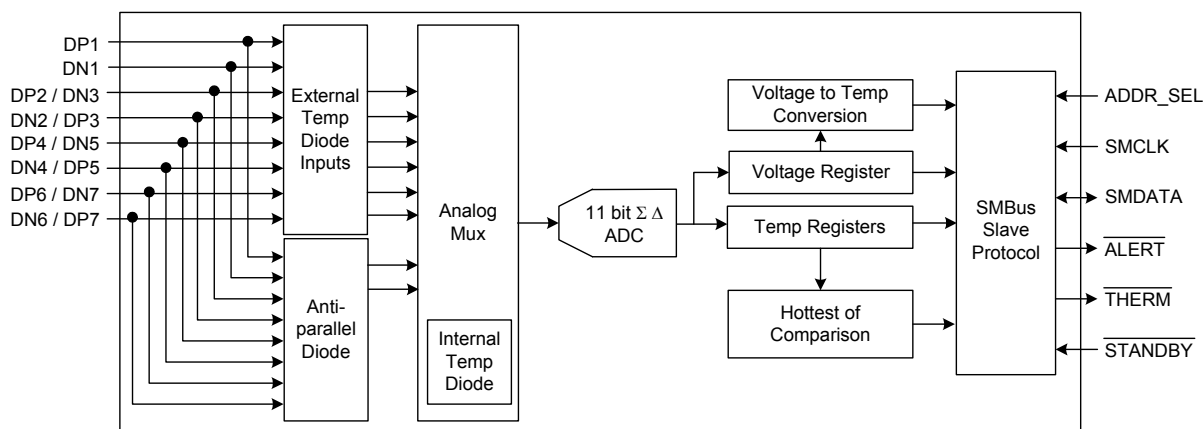 DP1
DN1
DP2 / DN3
DN2 / DP3
DP4 / DN5
DN4 / DP5
DP6 / DN7
DN6 / DP7
External
Temp
Diode
Inputs
Anti-
parallel
Diode
Analog
Mux
Internal
Temp
Diode
11 bit Σ Δ
ADC
Voltage to Temp
Conversion
Voltage Register
Temp Registers
Hottest of
Comparison
SMBus
Slave
Protocol
ADDR_SEL
SMCLK
SMDATA
ALERT
THERM
STANDBY